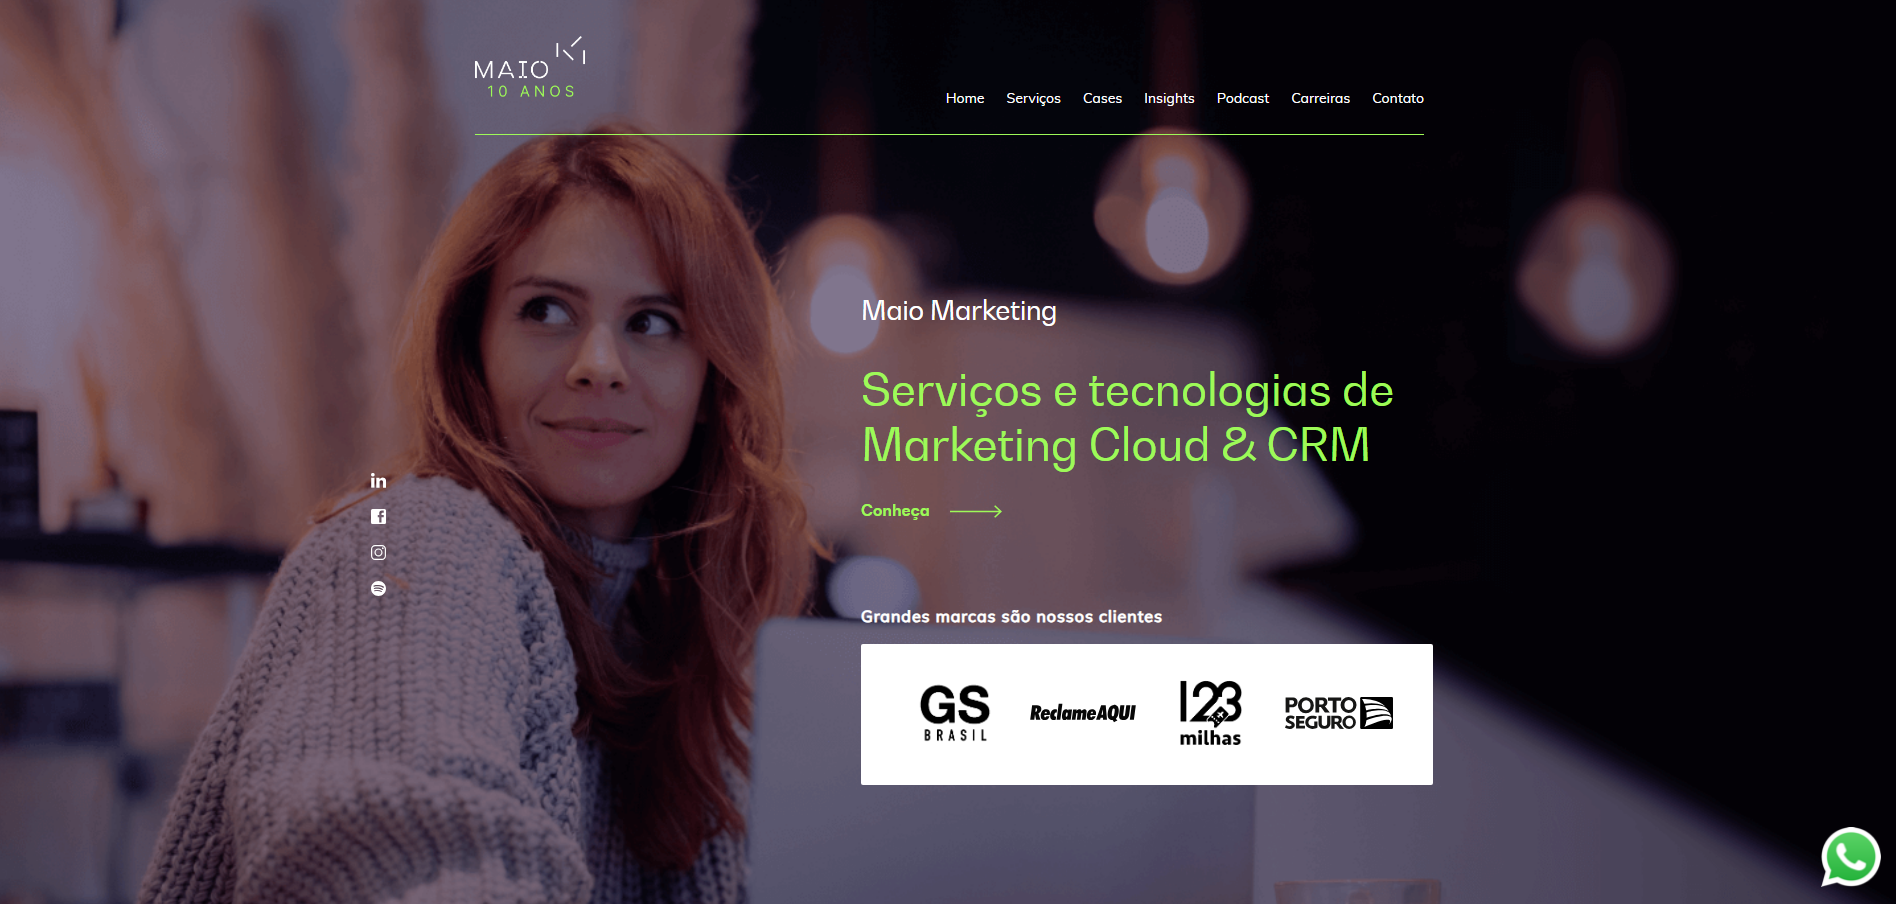 MAIO
10 ANOS
Home Serviços Cases Insights Podcast Carreiras Contato
Maio Marketing
Serviços e tecnologias de
Marketing Cloud & CRM
Conheça
Grandes marcas são nossos clientes
GS
BRASIL
ReclameAQUI
123
milhas
PORTO
SEGURO